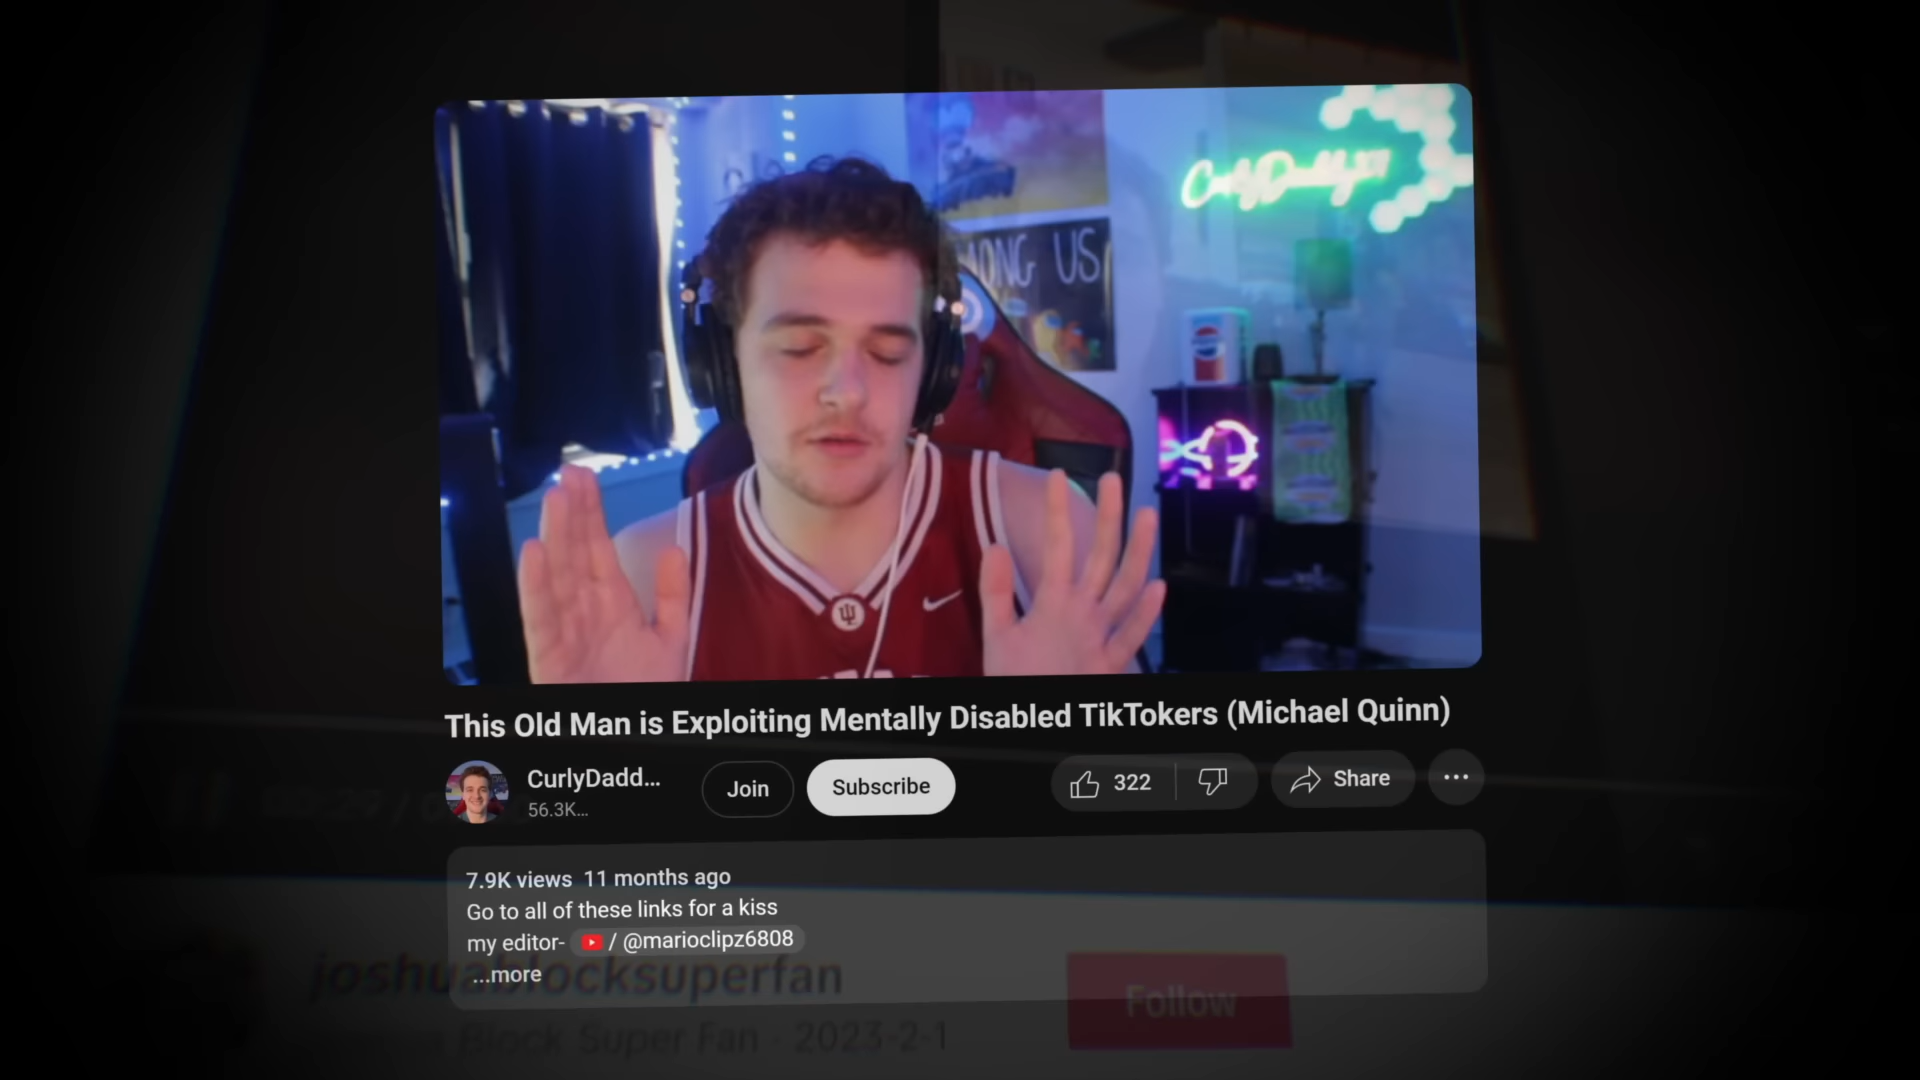 CurlyDaddyXY
AMONG US
This Old Man is Exploiting Mentally Disabled TikTokers (Michael Quinn)
CurlyDadd...
56.3K...
Join
Subscribe
322
Share
7.9K views 11 months ago
Go to all of these links for a kiss
my editor- / @marioclipz6808
...more
joshuablocksuperfan
Follow
Block Super Fan · 2023-2-1